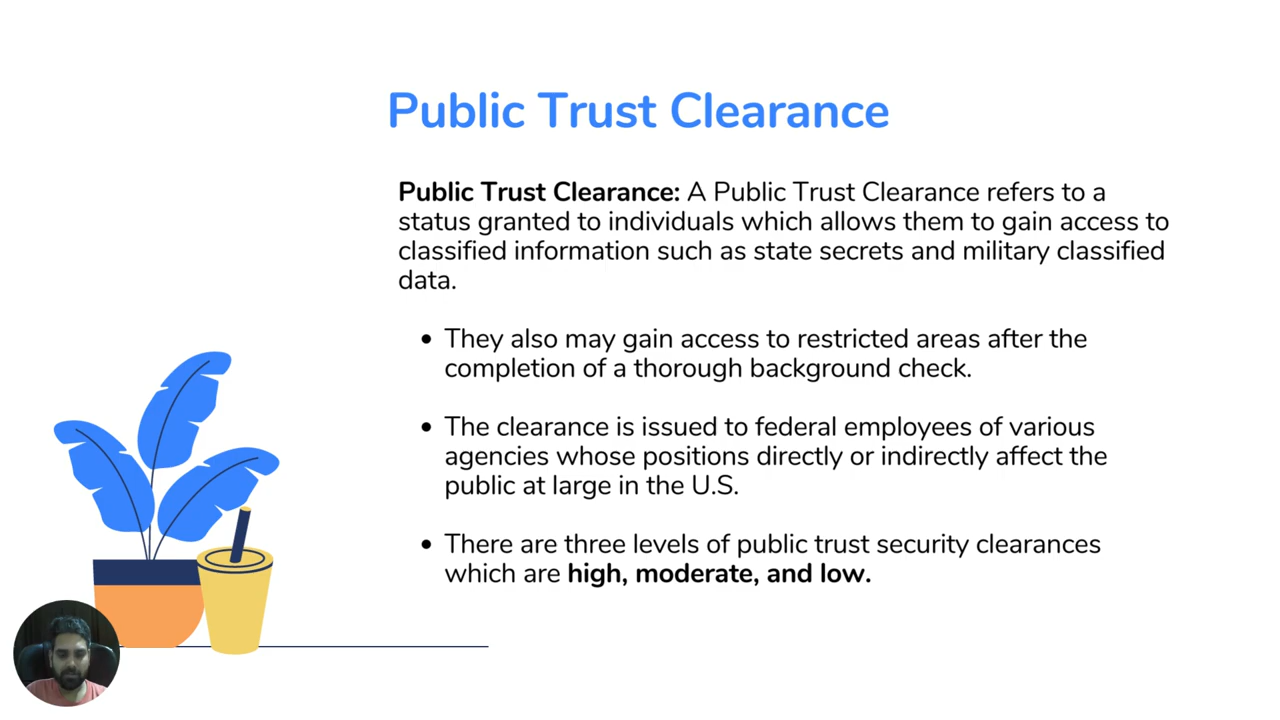 Public Trust Clearance
Public Trust Clearance: A Public Trust Clearance refers to a
status granted to individuals which allows them to gain access to
classified information such as state secrets and military classified
data.
• They also may gain access to restricted areas after the
completion of a thorough background check.
• The clearance is issued to federal employees of various
agencies whose positions directly or indirectly affect the
public at large in the U.S.
• There are three levels of public trust security clearances
which are high, moderate, and low.